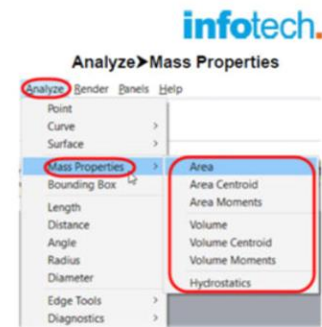 infotech.
Analyze➤Mass Properties
Analyze Render Panels Help
Point
Curve >
Surface >
Mass Properties >
Bounding Box
Length
Distance
Angle
Radius
Diameter
Edge Tools >
Diagnostics >
Area
Area Centroid
Area Moments
Volume
Volume Centroid
Volume Moments
Hydrostatics